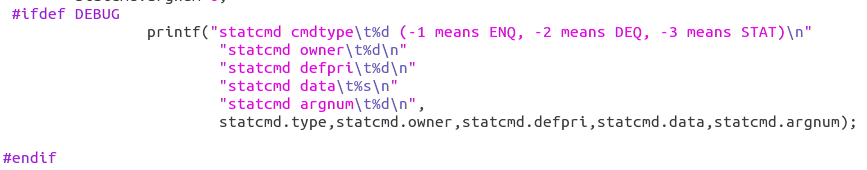 #ifdef DEBUG
printf("statcmd cmdtype\t%d (-1 means ENQ, -2 means DEQ, -3 means STAT)\n"
"statcmd owner\t%d\n"
"statcmd defpri\t%d\n"
"statcmd data\t%s\n"
"statcmd argnum\t%d\n",
statcmd.type,statcmd.owner,statcmd.defpri,statcmd.data,statcmd.argnum);
#endif